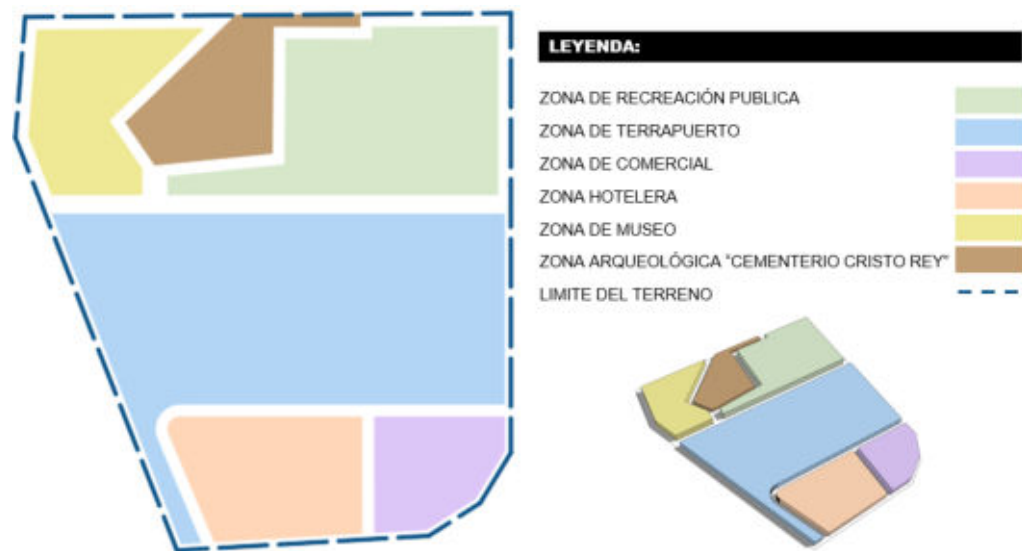 LEYENDA:
ZONA DE RECREACIÓN PUBLICA
ZONA DE TERRAPUERTO
ZONA DE COMERCIAL
ZONA HOTELERA
ZONA DE MUSEO
ZONA ARQUEOLÓGICA "CEMENTERIO CRISTO REY"
LIMITE DEL TERRENO